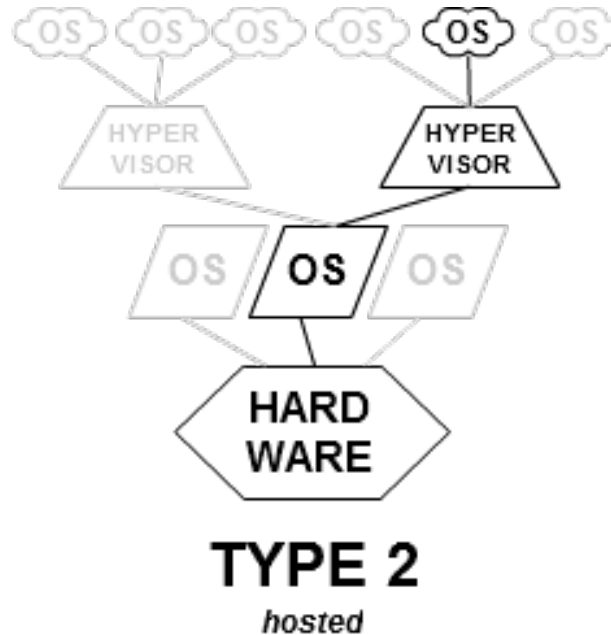 OS OS OS OS OS OS
HYPER HYPER
VISOR VISOR
OS OS OS
HARD
WARE
TYPE 2
hosted